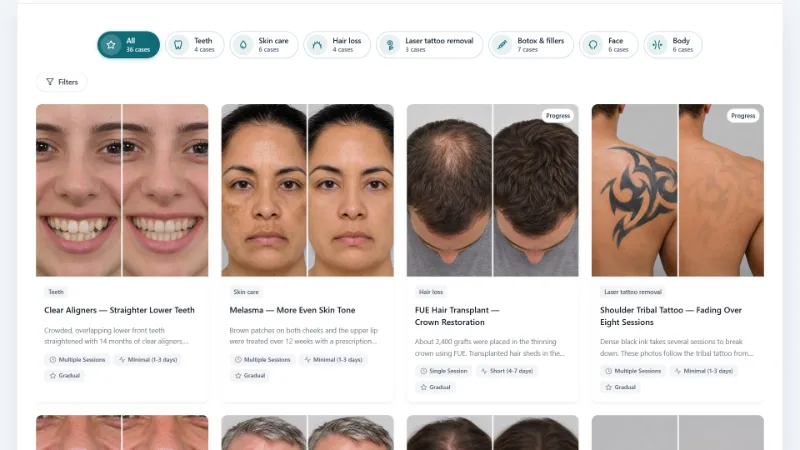 All
36 cases
Teeth
4 cases
Skin care
6 cases
Hair loss
4 cases
Laser tattoo removal
3 cases
Botox & fillers
7 cases
Face
6 cases
Body
6 cases
Filters
Progress
Progress
Teeth
Clear Aligners — Straighter Lower Teeth
Crowded, overlapping lower front teeth
straightened with 14 months of clear aligners....
Multiple Sessions
Minimal (1-3 days)
Gradual
Skin care
Melasma — More Even Skin Tone
Brown patches on both cheeks and the upper lip
were treated over 12 weeks with a prescription...
Multiple Sessions
Minimal (1-3 days)
Gradual
Hair loss
FUE Hair Transplant —
Crown Restoration
About 2,400 grafts were placed in the thinning
crown using FUE. Transplanted hair sheds in the...
Single Session
Short (4-7 days)
Gradual
Laser tattoo removal
Shoulder Tribal Tattoo — Fading Over
Eight Sessions
Dense black ink takes several sessions to break
down. These photos follow the tribal tattoo from...
Multiple Sessions
Minimal (1-3 days)
Gradual